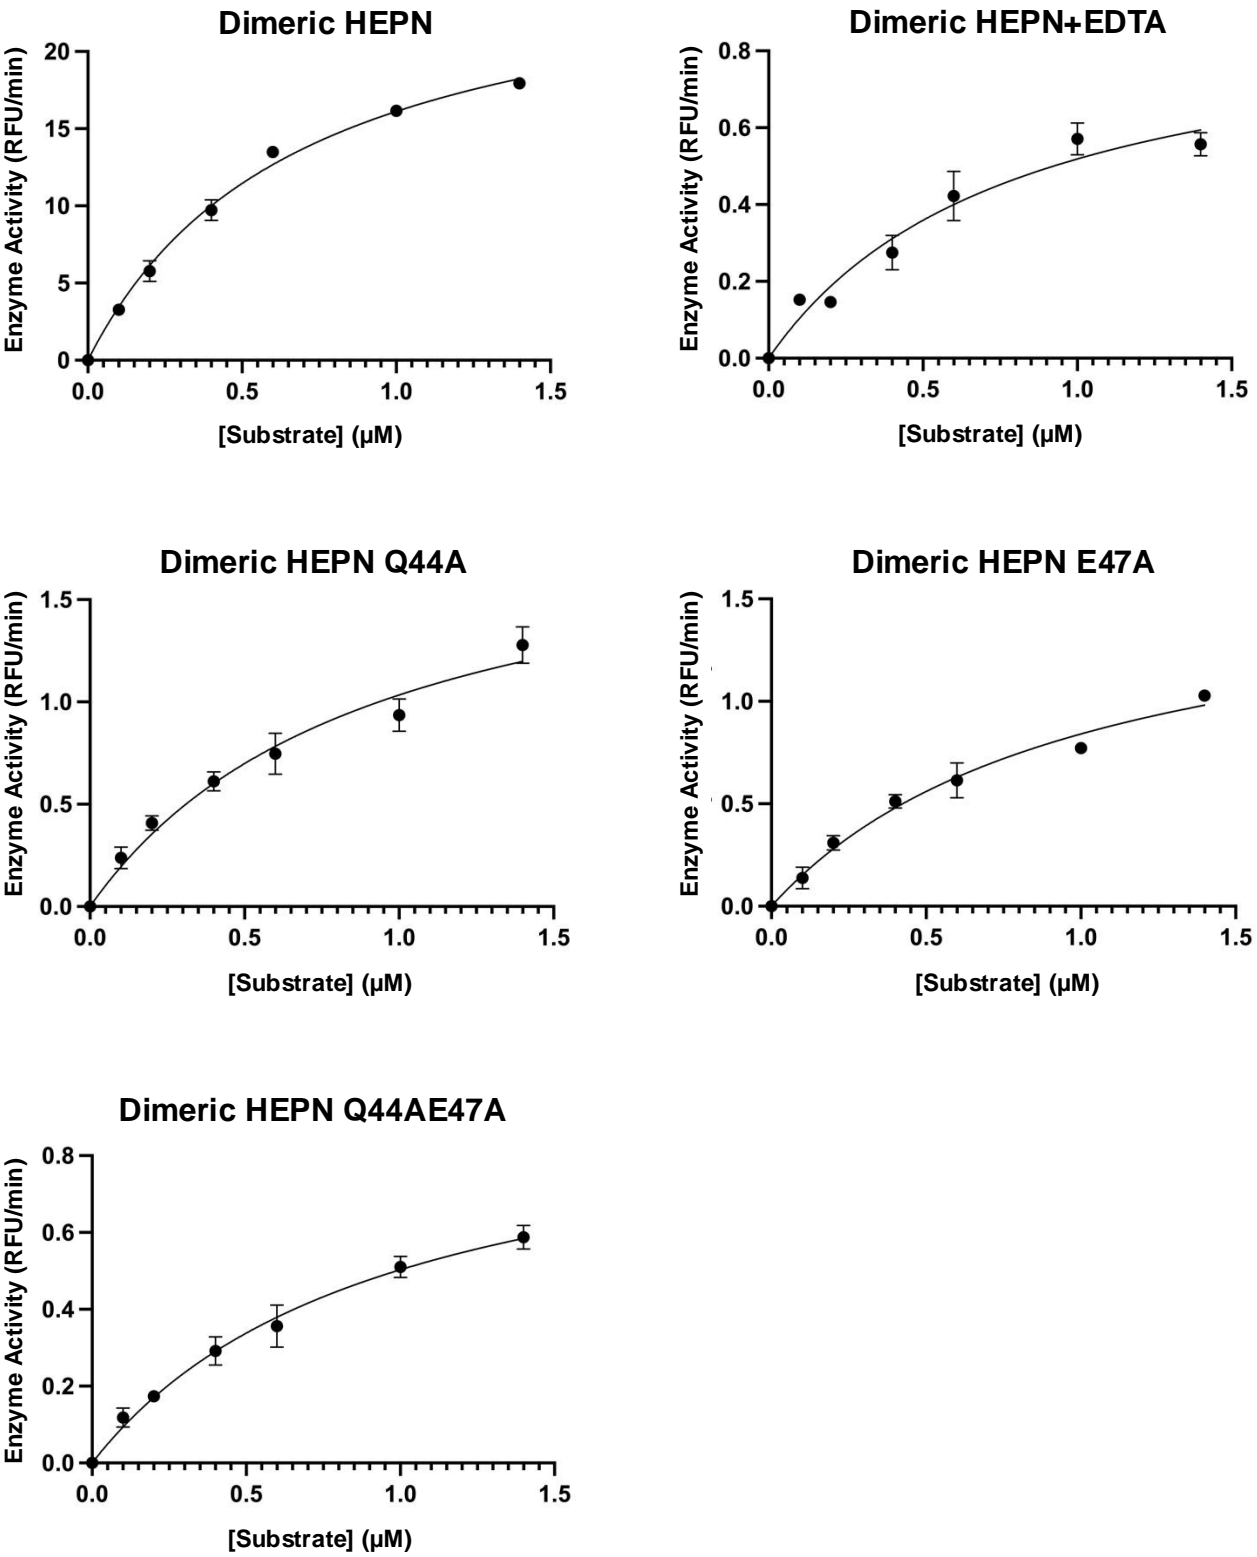 Dimeric HEPN
Enzyme Activity (RFU/min)
20
15
10
5
0
0.0 0.5 1.0 1.5
[Substrate] (µM)
Dimeric HEPN+EDTA
Enzyme Activity (RFU/min)
0.8
0.6
0.4
0.2
0.0
0.0 0.5 1.0 1.5
[Substrate] (µM)
Dimeric HEPN Q44A
Enzyme Activity (RFU/min)
1.5
1.0
0.5
0.0
0.0 0.5 1.0 1.5
[Substrate] (µM)
Dimeric HEPN E47A
Enzyme Activity (RFU/min)
1.5
1.0
0.5
0.0
0.0 0.5 1.0 1.5
[Substrate] (µM)
Dimeric HEPN Q44AE47A
Enzyme Activity (RFU/min)
0.8
0.6
0.4
0.2
0.0
0.0 0.5 1.0 1.5
[Substrate] (µM)